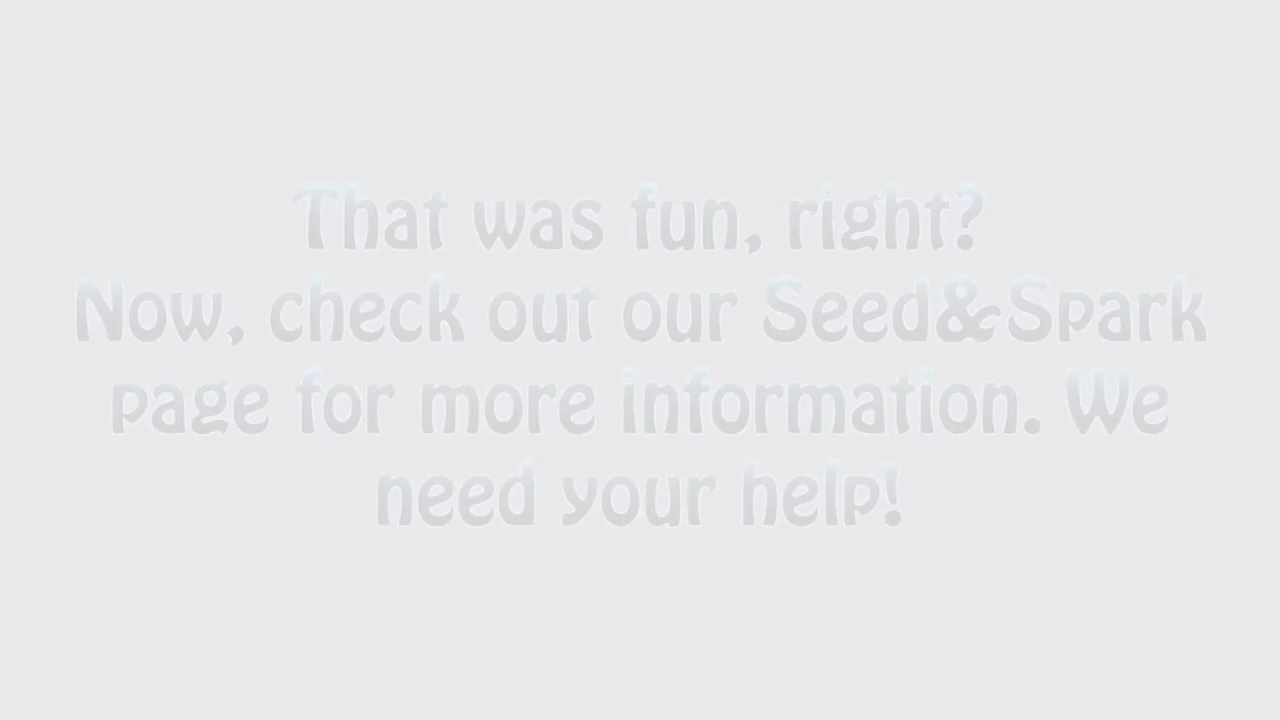 That was fun, right?
Now, check out our Seed&Spark
page for more information. We
need your help!